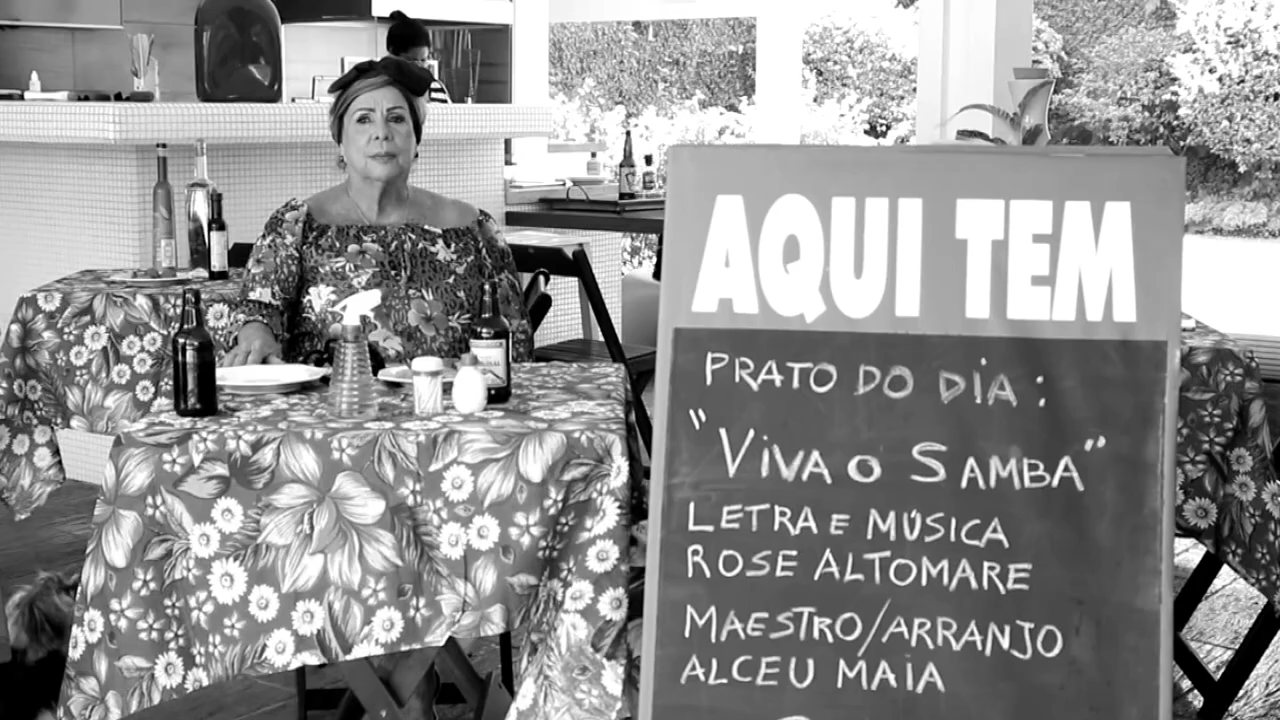 AQUI TEM
PRATO DO DIA:
"VIVA O SAMBA"
LETRA E MÚSICA
ROSE ALTOMARE
MAESTRO/ARRANJO
ALCEU MAIA